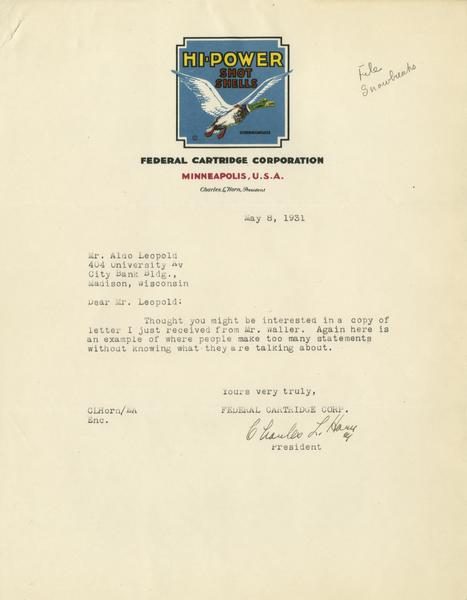 HI-POWER
SHOT
SHELLS
File
Snowbreaks
FEDERAL CARTRIDGE CORPORATION
MINNEAPOLIS, U.S.A.
Charles L. Horn, President
May 8, 1931
Mr. Aldo Leopold
404 University Av
City Bank Bldg.,
Madison, Wisconsin
Dear Mr. Leopold:
Thought you might be interested in a copy of
letter I just received from Mr. Waller. Again here is
an example of where people make too many statements
without knowing what they are talking about.
Yours very truly,
CLHorn/EA
FEDERAL CARTRIDGE CORP.
Enc.
Charles L. Horn
President